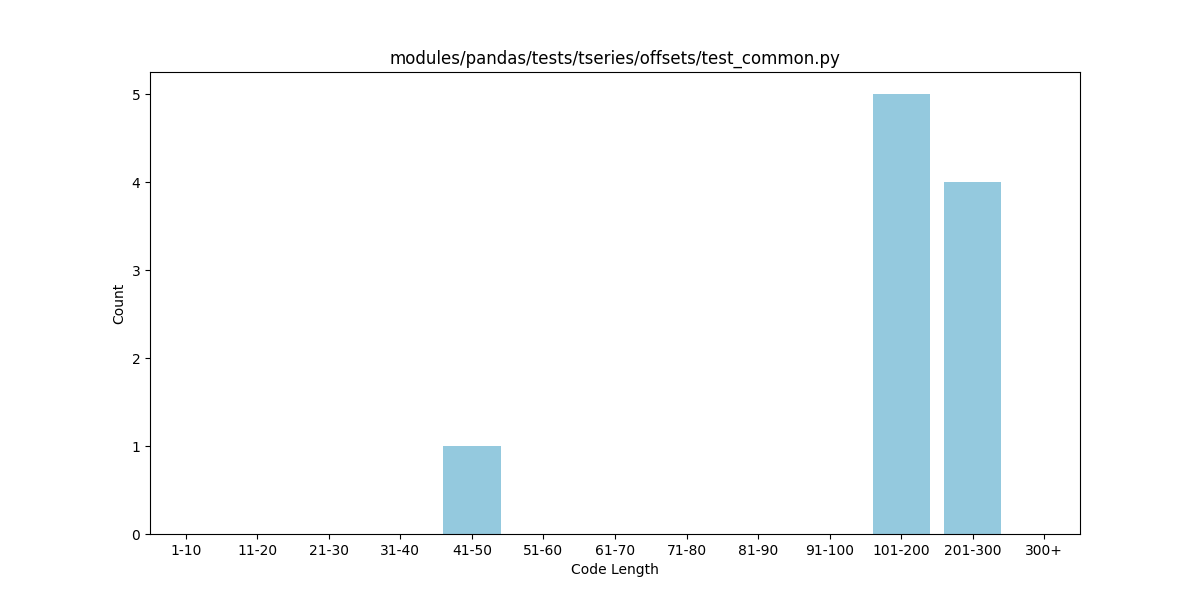 modules/pandas/tests/tseries/offsets/test_common.py
5
4
3
2
1
0
Count
1-10 11-20 21-30 31-40 41-50 51-60 61-70 71-80 81-90 91-100 101-200 201-300 300+
Code Length